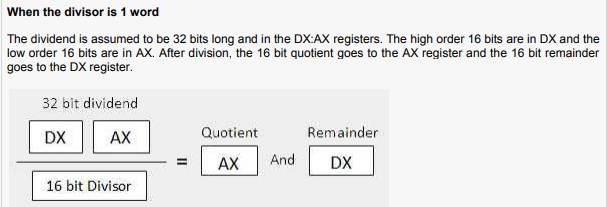 When the divisor is 1 word
The dividend is assumed to be 32 bits long and in the DX:AX registers. The high order 16 bits are in DX and the
low order 16 bits are in AX. After division, the 16 bit quotient goes to the AX register and the 16 bit remainder
goes to the DX register.
32 bit dividend
DX AX
Quotient Remainder
= AX And DX
16 bit Divisor